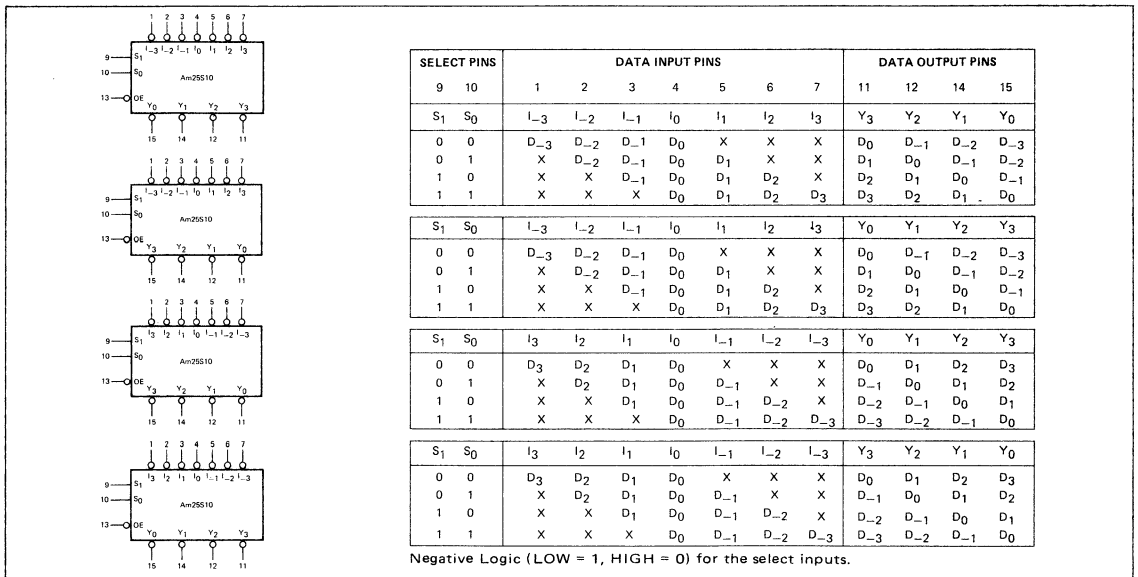 1 2 3 4 5 6 7
I–3 I–2 I–1 I0 I1 I2 I3
9 S1
10 S0
Am25S10
13 OE
Y0 Y1 Y2 Y3
15 14 12 11
1 2 3 4 5 6 7
I–3 I–2 I–1 I0 I1 I2 I3
9 S1
10 S0
Am25S10
13 OE
Y3 Y2 Y1 Y0
15 14 12 11
1 2 3 4 5 6 7
I3 I2 I1 I0 I–1 I–2 I–3
9 S1
10 S0
Am25S10
13 OE
Y3 Y2 Y1 Y0
15 14 12 11
1 2 3 4 5 6 7
I3 I2 I1 I0 I–1 I–2 I–3
9 S1
10 S0
Am25S10
13 OE
Y0 Y1 Y2 Y3
15 14 12 11
SELECT PINS DATA INPUT PINS DATA OUTPUT PINS
9 10 1 2 3 4 5 6 7 11 12 14 15
S1 S0 I–3 I–2 I–1 I0 I1 I2 I3 Y3 Y2 Y1 Y0
0 0 D–3 D–2 D–1 D0 X X X D0 D–1 D–2 D–3
0 1 X D–2 D–1 D0 D1 X X D1 D0 D–1 D–2
1 0 X X D–1 D0 D1 D2 X D2 D1 D0 D–1
1 1 X X X D0 D1 D2 D3 D3 D2 D1 D0
S1 S0 I–3 I–2 I–1 I0 I1 I2 I3 Y0 Y1 Y2 Y3
0 0 D–3 D–2 D–1 D0 X X X D0 D–1 D–2 D–3
0 1 X D–2 D–1 D0 D1 X X D1 D0 D–1 D–2
1 0 X X D–1 D0 D1 D2 X D2 D1 D0 D–1
1 1 X X X D0 D1 D2 D3 D3 D2 D1 D0
S1 S0 I3 I2 I1 I0 I–1 I–2 I–3 Y0 Y1 Y2 Y3
0 0 D3 D2 D1 D0 X X X D0 D1 D2 D3
0 1 X D2 D1 D0 D–1 X X D–1 D0 D1 D2
1 0 X X D1 D0 D–1 D–2 X D–2 D–1 D0 D1
1 1 X X X D0 D–1 D–2 D–3 D–3 D–2 D–1 D0
S1 S0 I3 I2 I1 I0 I–1 I–2 I–3 Y3 Y2 Y1 Y0
0 0 D3 D2 D1 D0 X X X D0 D1 D2 D3
0 1 X D2 D1 D0 D–1 X X D–1 D0 D1 D2
1 0 X X D1 D0 D–1 D–2 X D–2 D–1 D0 D1
1 1 X X X D0 D–1 D–2 D–3 D–3 D–2 D–1 D0
Negative Logic (LOW = 1, HIGH = 0) for the select inputs.